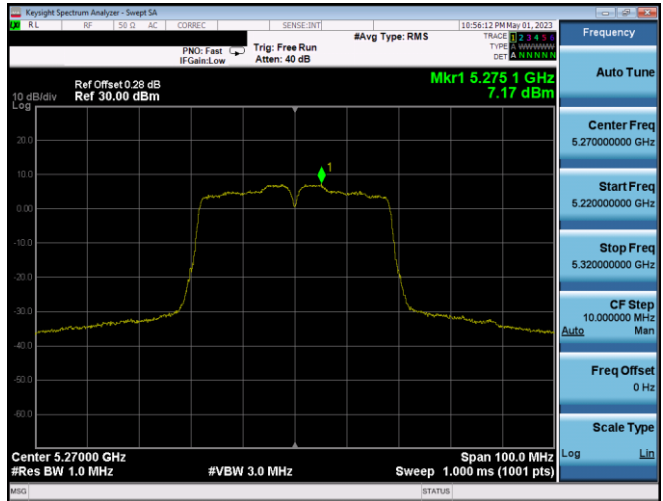 Keysight Spectrum Analyzer - Swept SA
RL RF 50 Ω AC CORREC SENSE:INT 10:56:12 PM May 01, 2023
#Avg Type: RMS TRACE 1 2 3 4 5 6
PNO: Fast Trig: Free Run TYPE A WWWWW
IFGain:Low Atten: 40 dB DET A NNNNN
Mkr1 5.275 1 GHz
7.17 dBm
Ref Offset 0.28 dB
10 dB/div Ref 30.00 dBm
Log
20.0
10.0
0.00
-10.0
-20.0
-30.0
-40.0
-50.0
-60.0
1
Center 5.27000 GHz Span 100.0 MHz
#Res BW 1.0 MHz #VBW 3.0 MHz Sweep 1.000 ms (1001 pts)
MSG STATUS
Frequency
Auto Tune
Center Freq
5.270000000 GHz
Start Freq
5.220000000 GHz
Stop Freq
5.320000000 GHz
CF Step
10.000000 MHz
Auto Man
Freq Offset
0 Hz
Scale Type
Log Lin